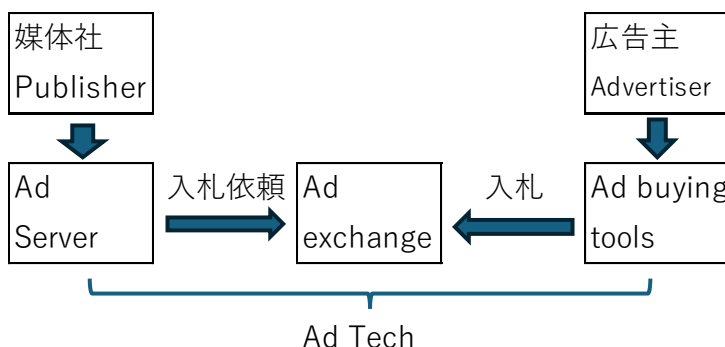 媒体社
Publisher
広告主
Advertiser
Ad
Server
入札依頼
Ad
exchange
入札
Ad buying
tools
Ad Tech